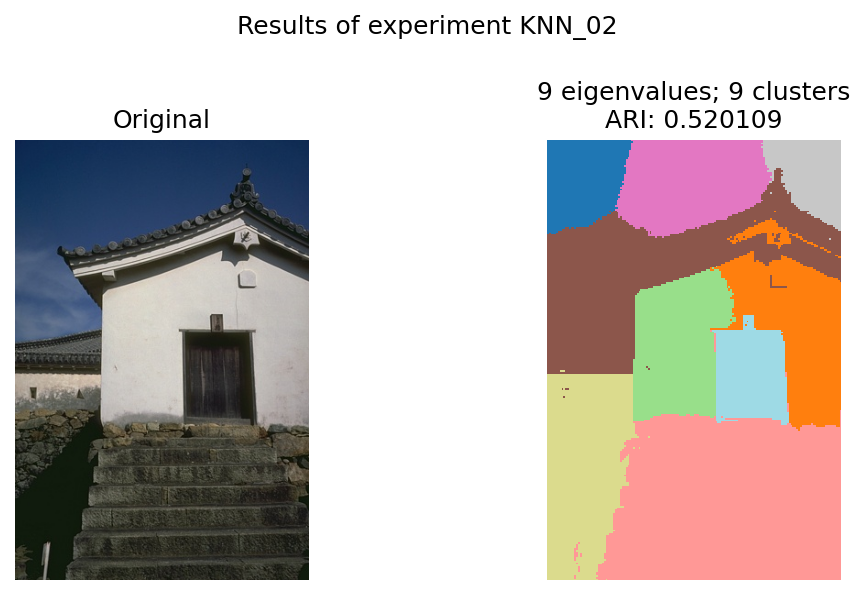 Results of experiment KNN_02
Original
9 eigenvalues; 9 clusters
ARI: 0.520109